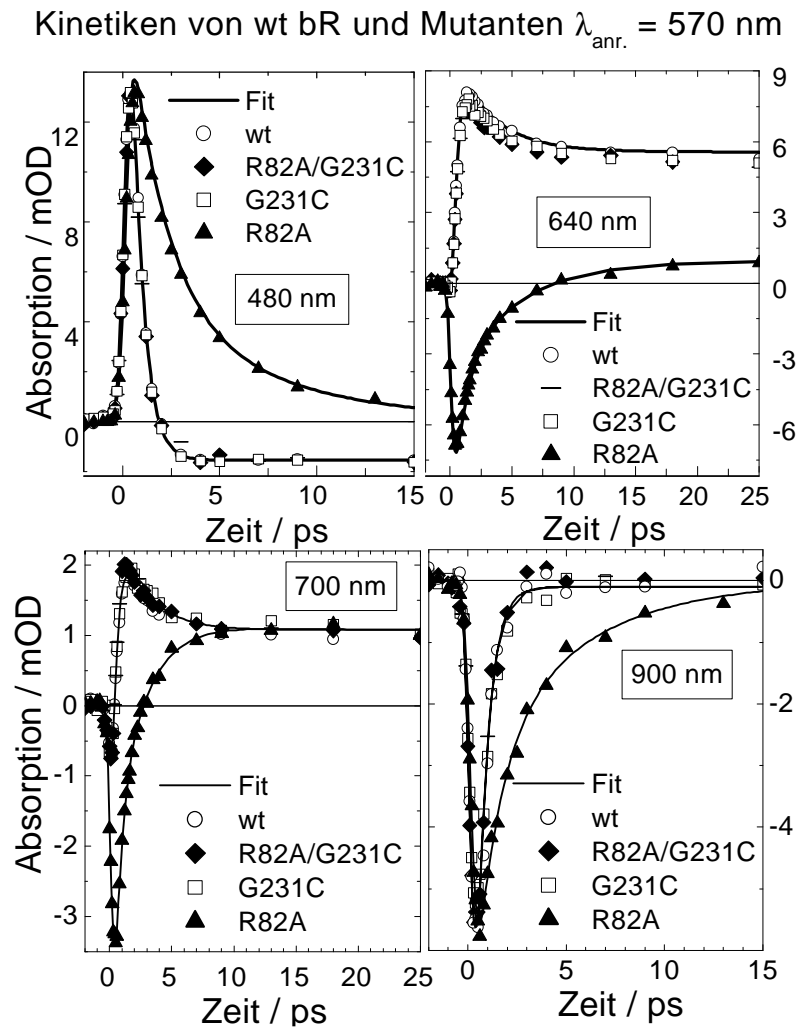 Kinetiken von wt bR und Mutanten λanr. = 570 nm
Absorption / mOD
12
8
4
0
Fit
wt
R82A/G231C
G231C
R82A
480 nm
0
5
10
15
Zeit / ps
9
6
3
0
-3
-6
640 nm
Fit
wt
R82A/G231C
G231C
R82A
0
5
10
15
20
25
Zeit / ps
Absorption / mOD
2
1
0
-1
-2
-3
700 nm
Fit
wt
R82A/G231C
G231C
R82A
0
5
10
15
20
25
Zeit / ps
0
-2
-4
900 nm
Fit
wt
R82A/G231C
G231C
R82A
0
5
10
15
Zeit / ps